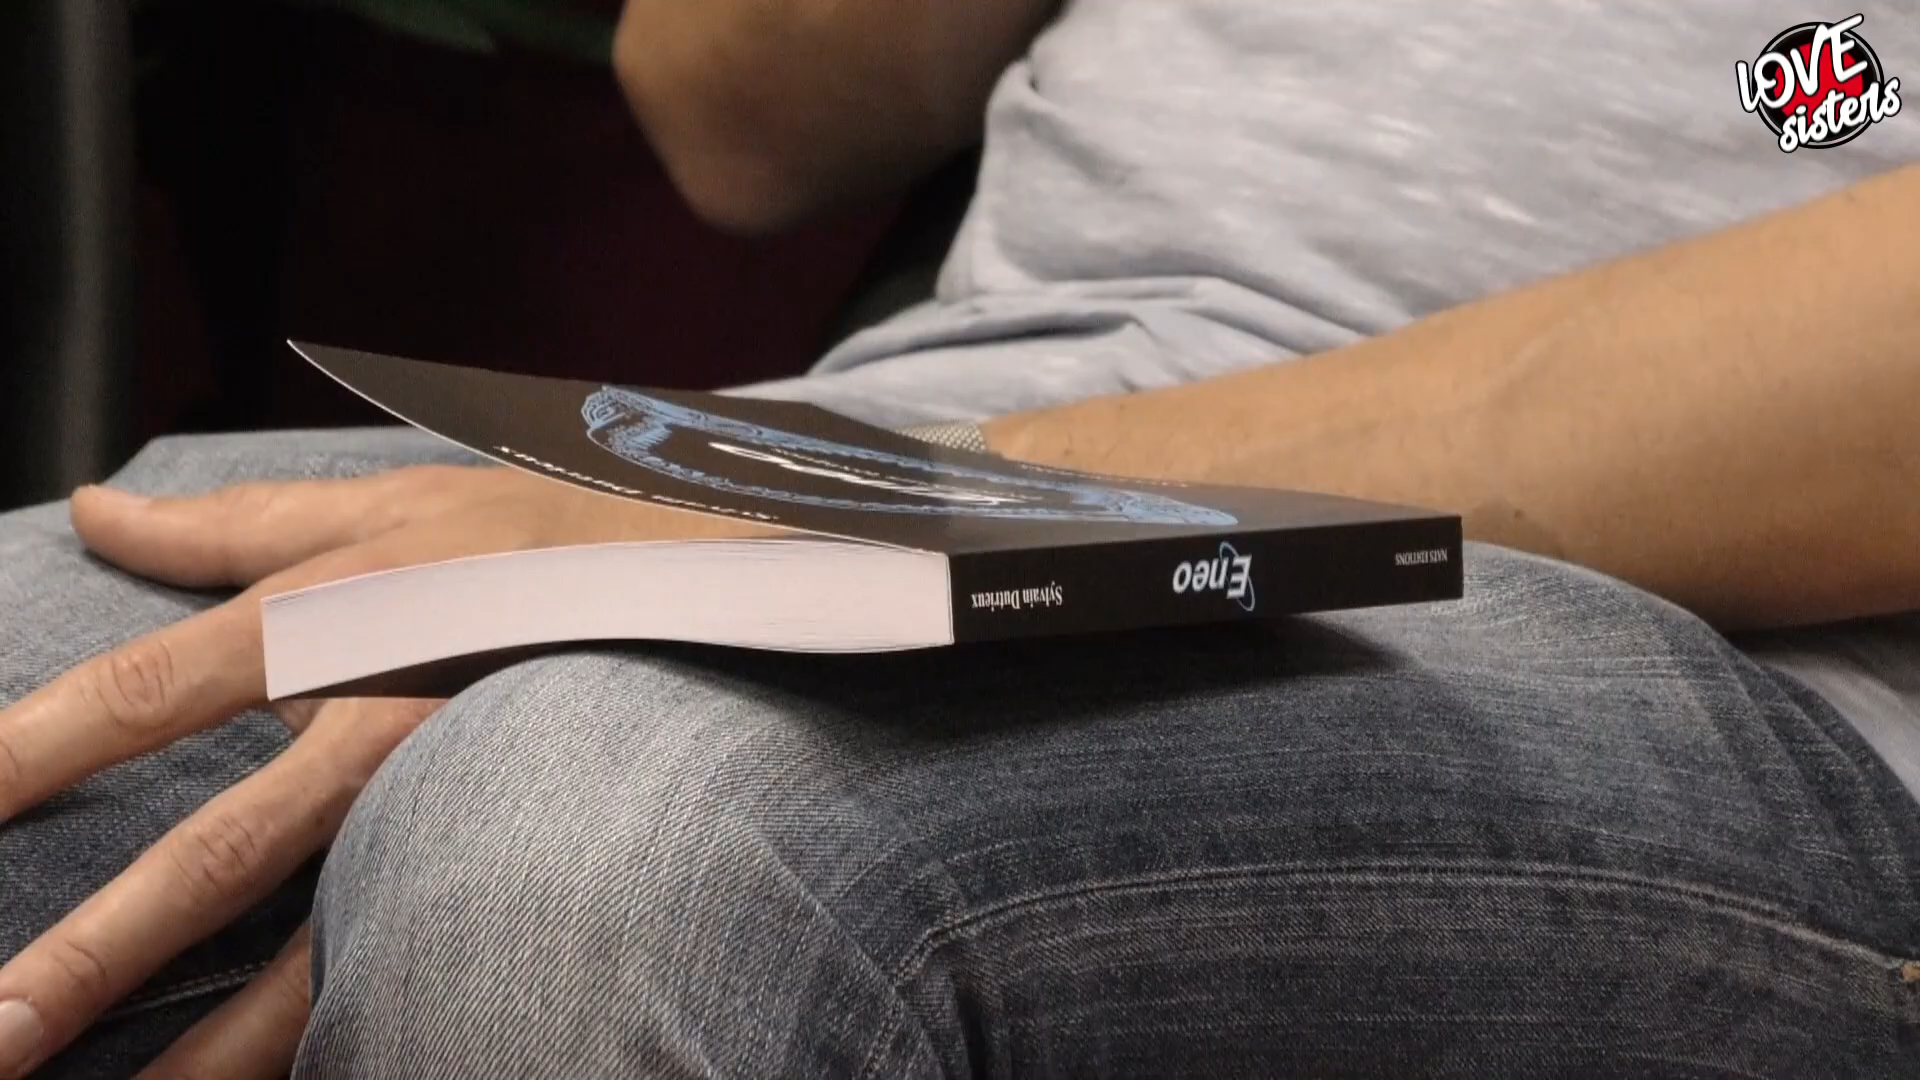 LOVE
sisters
Sylvain Dutrieux
Eneo
NATS EDITIONS